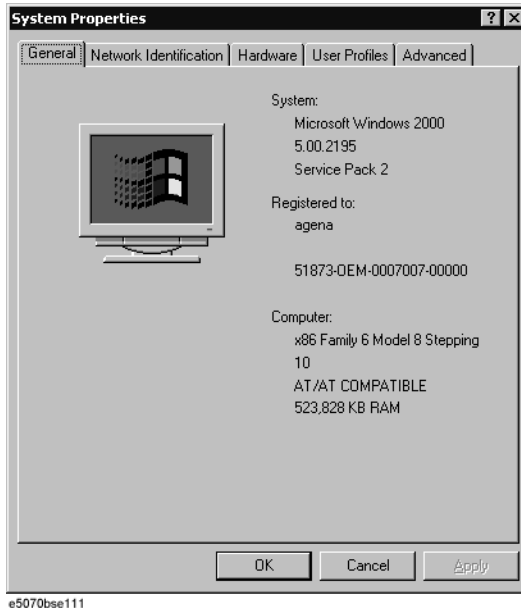 System Properties
General Network Identification Hardware User Profiles Advanced
System:
Microsoft Windows 2000
5.00.2195
Service Pack 2
Registered to:
agena
51873-OEM-0007007-00000
Computer:
x86 Family 6 Model 8 Stepping
10
AT/AT COMPATIBLE
523,828 KB RAM
OK Cancel Apply
e5070bse111